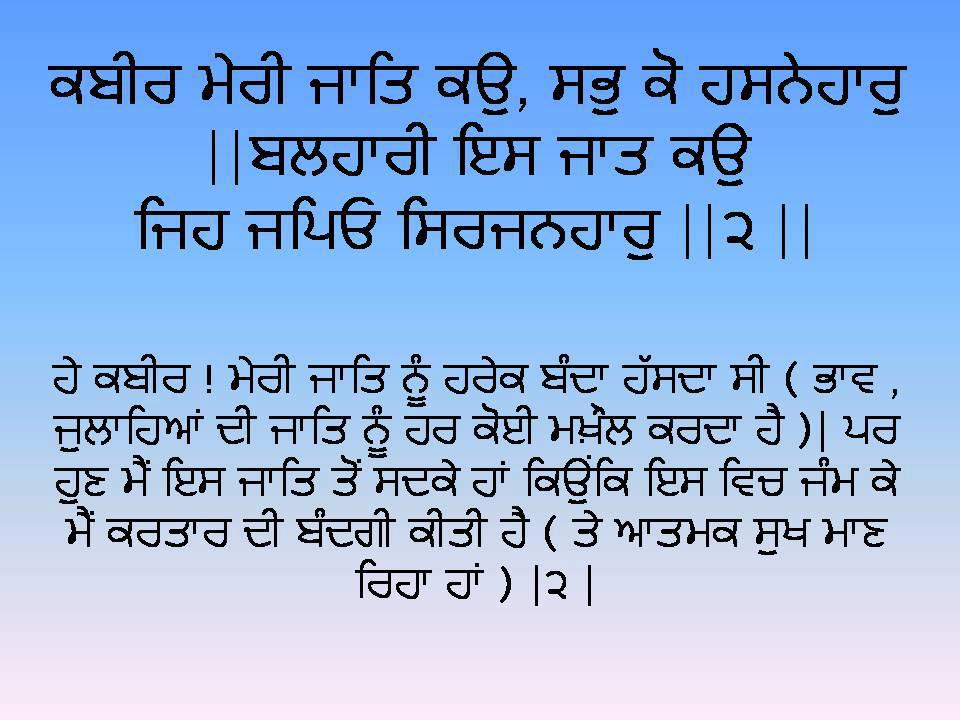 ਕਬੀਰ ਮੇਰੀ ਜਾਤਿ ਕਉ, ਸਭੁ ਕੋ ਹਸਨੇਹਾਰੁ
||ਬਲਹਾਰੀ ਇਸ ਜਾਤ ਕਉ
ਜਿਹ ਜਪਿਓ ਸਿਰਜਨਹਾਰੁ ||੨ ||
ਹੇ ਕਬੀਰ ! ਮੇਰੀ ਜਾਤਿ ਨੂੰ ਹਰੇਕ ਬੰਦਾ ਹੱਸਦਾ ਸੀ ( ਭਾਵ ,
ਜੁਲਾਹਿਆਂ ਦੀ ਜਾਤਿ ਨੂੰ ਹਰ ਕੋਈ ਮਖ਼ੌਲ ਕਰਦਾ ਹੈ )| ਪਰ
ਹੁਣ ਮੈਂ ਇਸ ਜਾਤਿ ਤੋਂ ਸਦਕੇ ਹਾਂ ਕਿਉਂਕਿ ਇਸ ਵਿਚ ਜੰਮ ਕੇ
ਮੈਂ ਕਰਤਾਰ ਦੀ ਬੰਦਗੀ ਕੀਤੀ ਹੈ ( ਤੇ ਆਤਮਕ ਸੁਖ ਮਾਣ
ਰਿਹਾ ਹਾਂ ) |੨ |